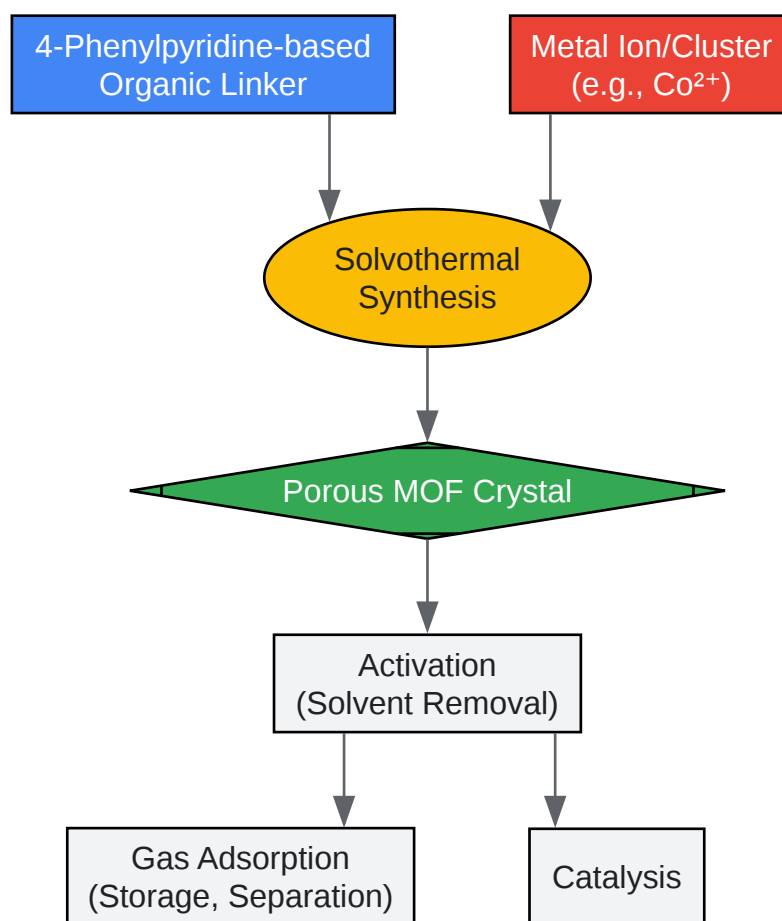 4-Phenylpyridine-based
Organic Linker
Metal Ion/Cluster
(e.g., Co²⁺)
Solvothermal
Synthesis
Porous MOF Crystal
Activation
(Solvent Removal)
Gas Adsorption
(Storage, Separation)
Catalysis